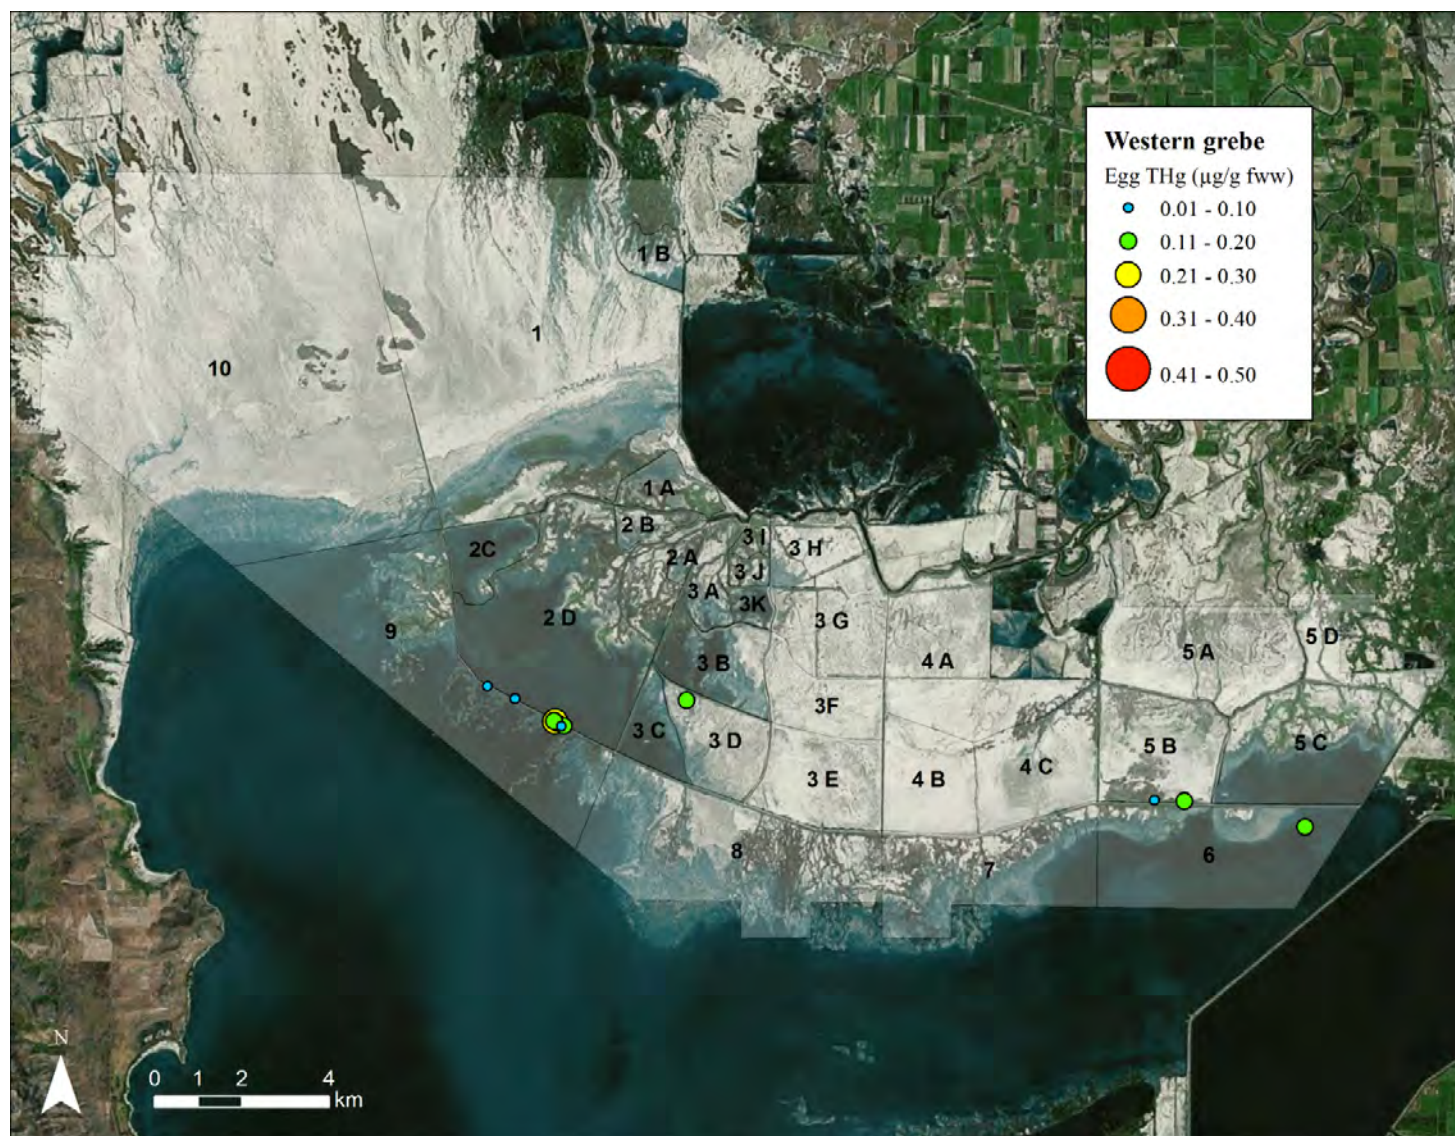 Western grebe
Egg THg (µg/g fww)
0.01 - 0.10
0.11 - 0.20
0.21 - 0.30
0.31 - 0.40
0.41 - 0.50
1 B
1
10
1 A
2 B
2C
2 A
3 I
3 H
3 J
3 A
3K
2 D
9
3 G
3 B
4 A
5 A
5 D
3F
3 C
3 D
3 E
4 B
4 C
5 B
5 C
8
7
6
N
0 1 2 4
km